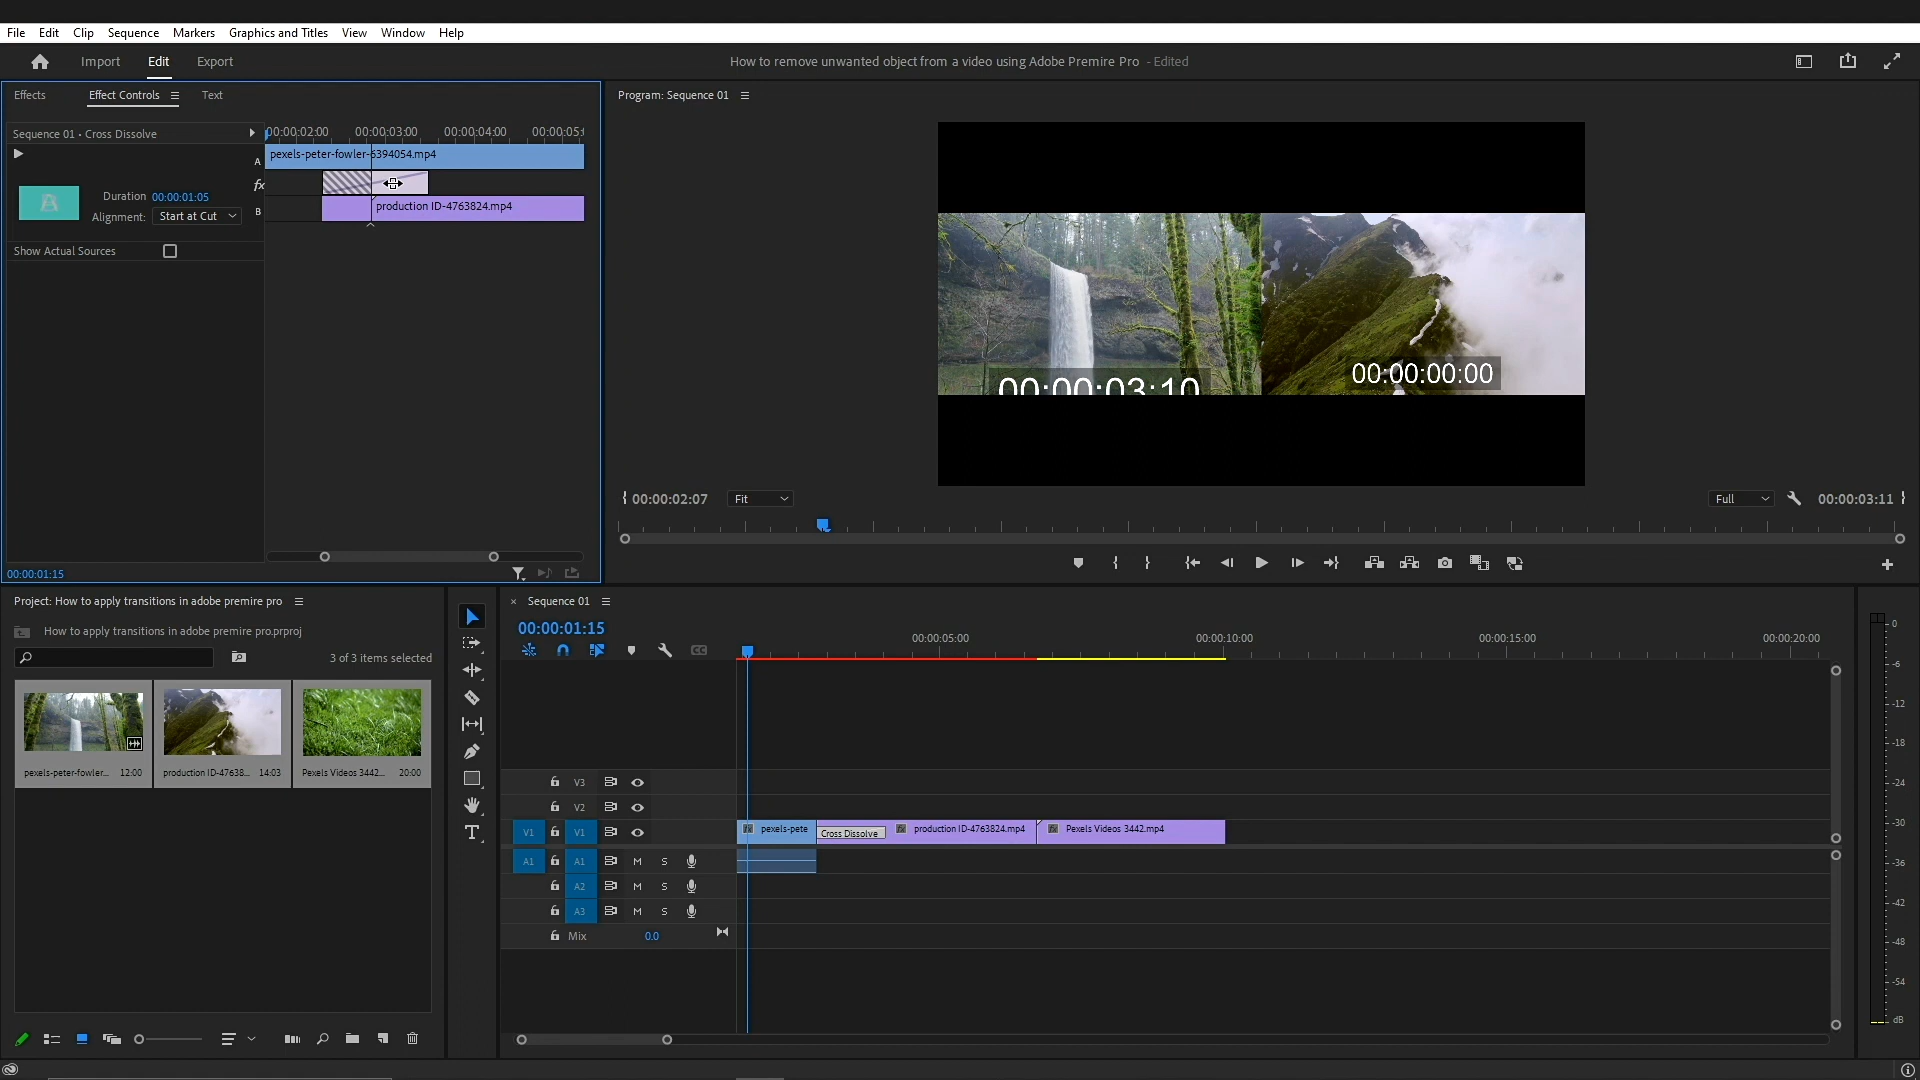 File Edit Clip Sequence Markers Graphics and Titles View Window Help
Import Edit Export
How to remove unwanted object from a video using Adobe Premire Pro - Edited
Effects Effect Controls Text
Sequence 01 • Cross Dissolve
00:00:02:00 00:00:03:00 00:00:04:00 00:00:05:
A pexels-peter-fowler-6394054.mp4
fx
Duration 00:00:01:05
Alignment: Start at Cut
B production ID-4763824.mp4
Show Actual Sources
00:00:01:15
Program: Sequence 01
00:00:03:10
00:00:00:00
00:00:02:07 Fit Full 00:00:03:11
Project: How to apply transitions in adobe premire pro
How to apply transitions in adobe premire pro.prproj
3 of 3 items selected
pexels-peter-fowler... 12:00
production ID-47638... 14:03
Pexels Videos 3442... 20:00
× Sequence 01
00:00:01:15
00:00:05:00 00:00:10:00 00:00:15:00 00:00:20:00
V3
V2
V1 V1 pexels-pete Cross Dissolve production ID-4763824.mp4 Pexels Videos 3442.mp4
A1 A1 M S
A2 M S
A3 M S
Mix 0.0
0
-6
-12
-18
-24
-30
-36
-42
-48
-54
dB